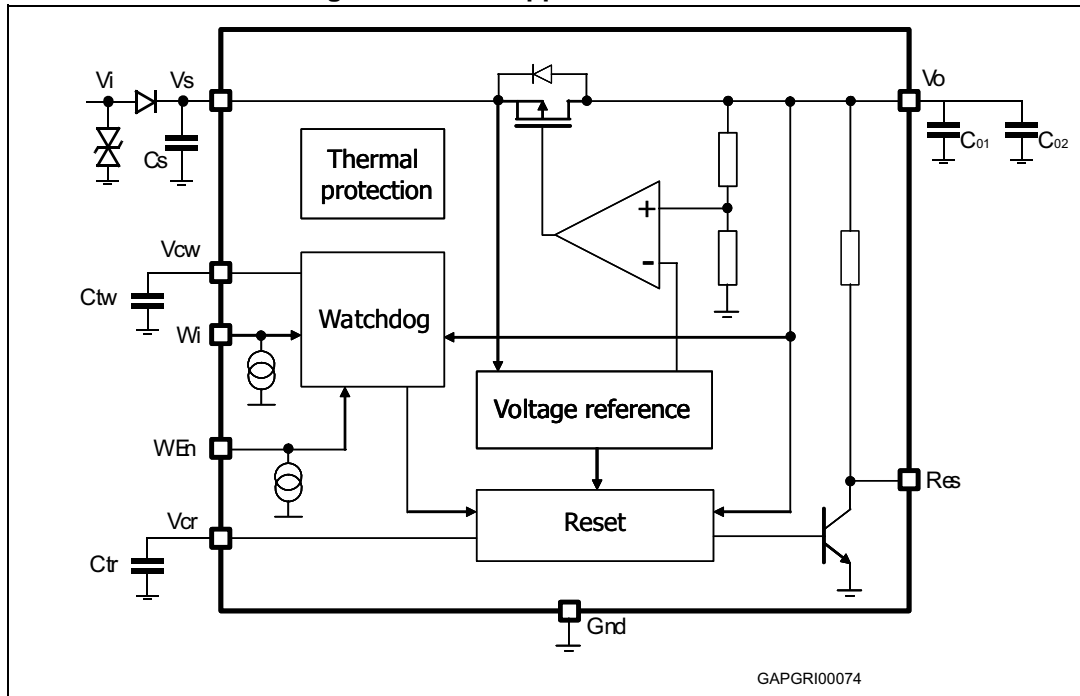 Vi
Vs
Vo
Cs
C01
C02
Thermal
protection
+
-
Vcw
Ctw
Watchdog
Wi
Voltage reference
WEn
Res
Vcr
Reset
Ctr
Gnd
GAPGRI00074